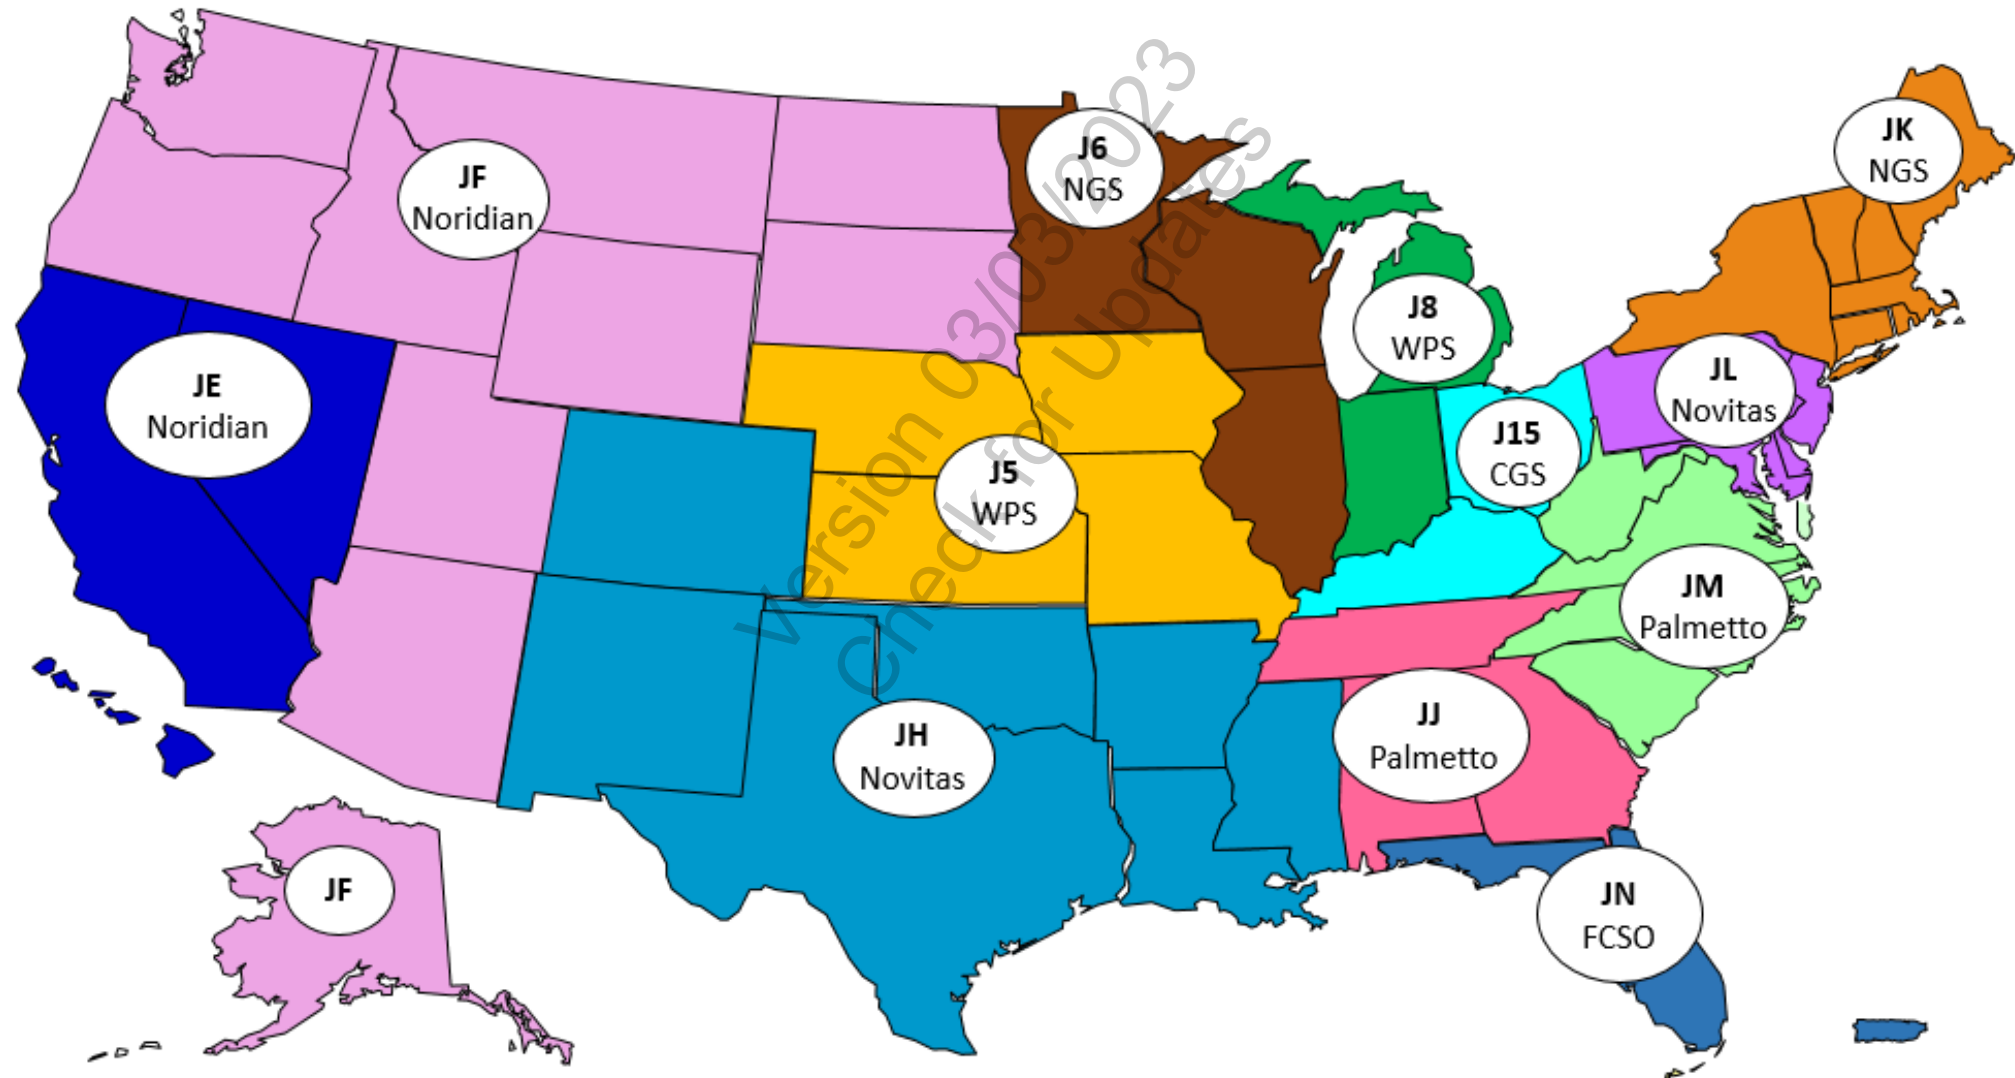 JF
Noridian
JE
Noridian
J6
NGS
J5
WPS
J8
WPS
J15
CGS
JK
NGS
JL
Novitas
JM
Palmetto
JJ
Palmetto
JH
Novitas
JN
FCSO
JF
Version 03/03/2023
Check for Updates